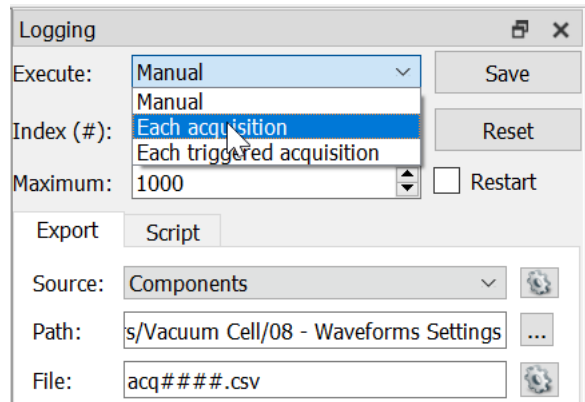 Logging
Execute: Manual Save
Manual
Each acquisition
Index (#): Reset
Each triggered acquisition
Maximum: 1000 Restart
Export Script
Source: Components
Path: rs/Vacuum Cell/08 - Waveforms Settings ...
File: acq####.csv